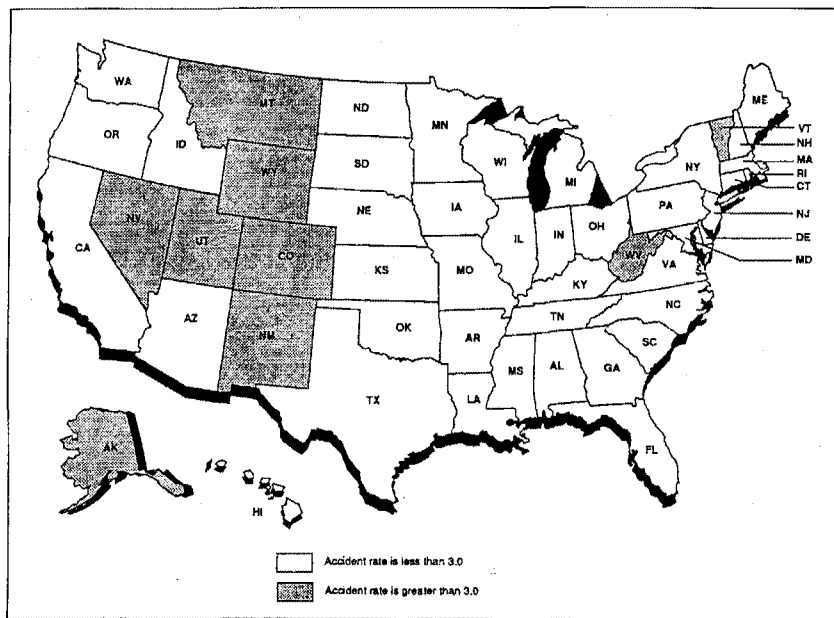 WA
MT
ND
MN
ME
VT
NH
OR
ID
SD
WI
NY
MA
RI
CT
WY
MI
PA
NJ
NE
IA
OH
NV
UT
CO
IL
IN
WV
DE
CA
KS
MO
VA
MD
KY
NC
AZ
NM
OK
AR
TN
SC
TX
MS
AL
GA
LA
FL
AK
HI
Accident rate is less than 3.0
Accident rate is greater than 3.0